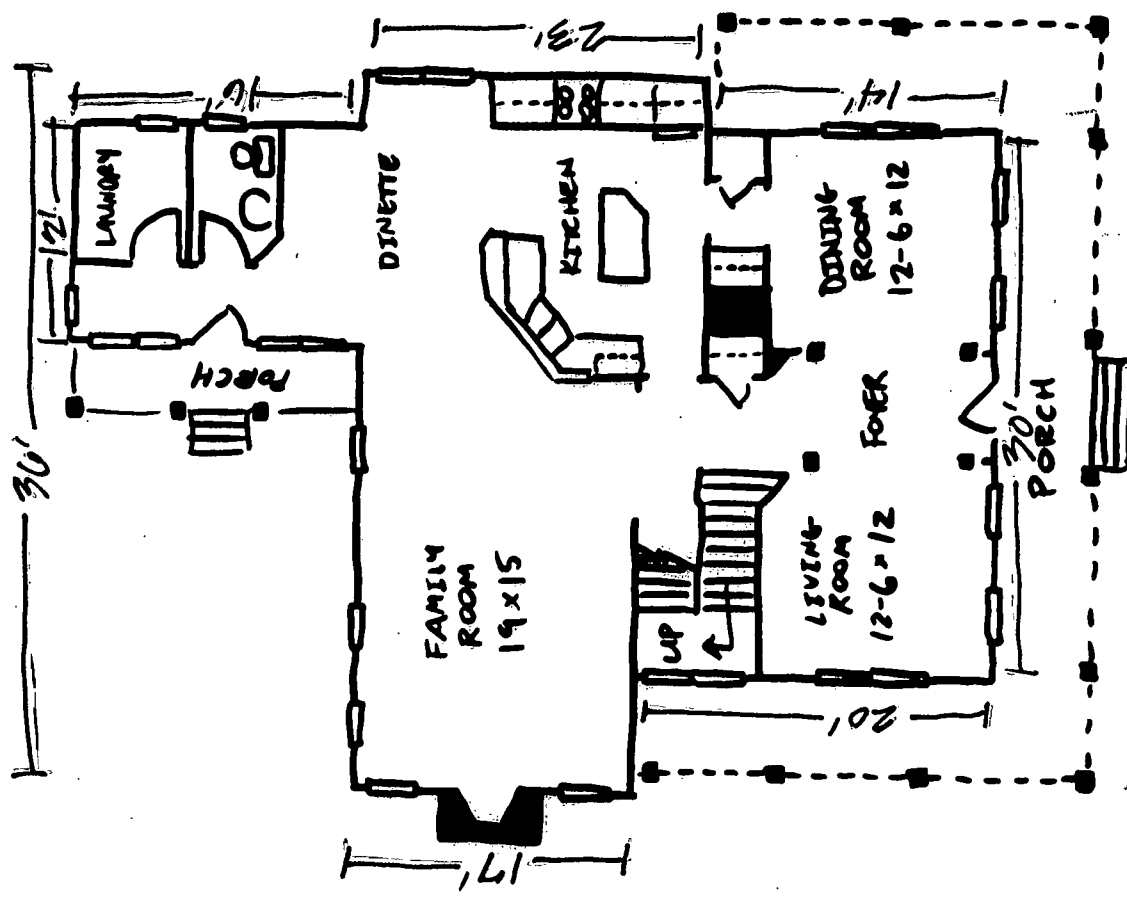 23'
16'
14'
12'
LAUNDRY
DINETTE
KITCHEN
DINING
ROOM
12-6 x 12
PORCH
36'
FOYER
30'
PORCH
FAMILY
ROOM
19 x 15
UP
LIVING
ROOM
12-6 x 12
20'
17'